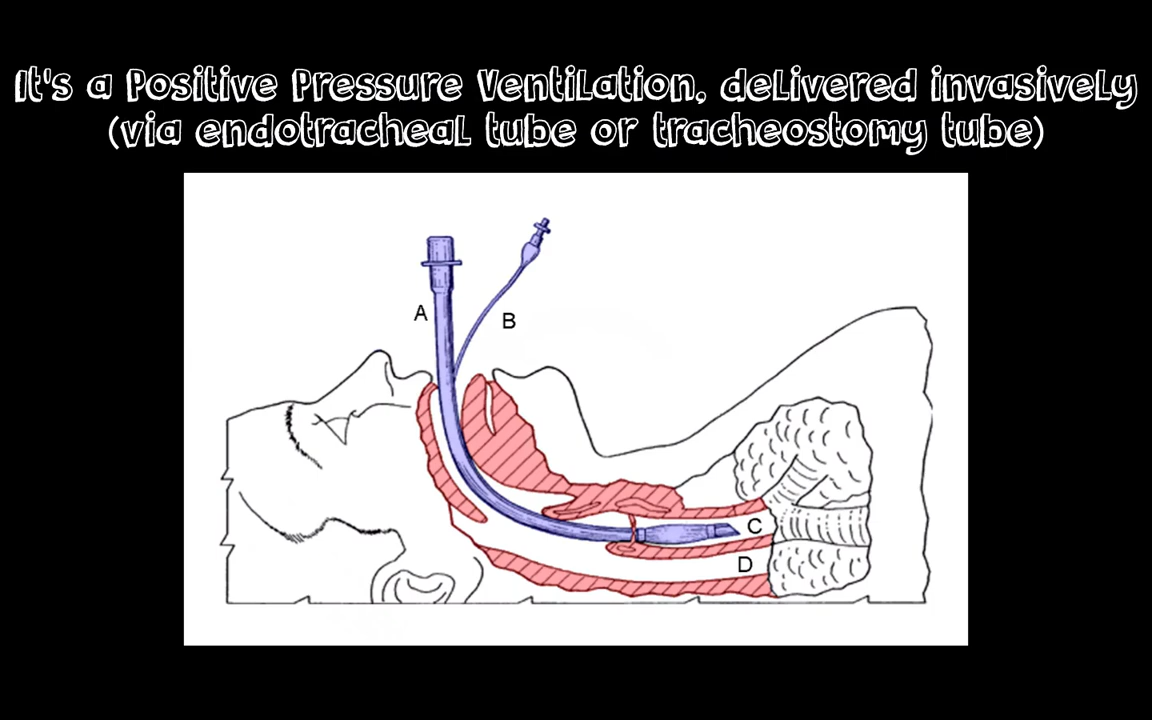 It's a Positive Pressure Ventilation, delivered invasively
(via endotracheal tube or tracheostomy tube)
A
B
C
D